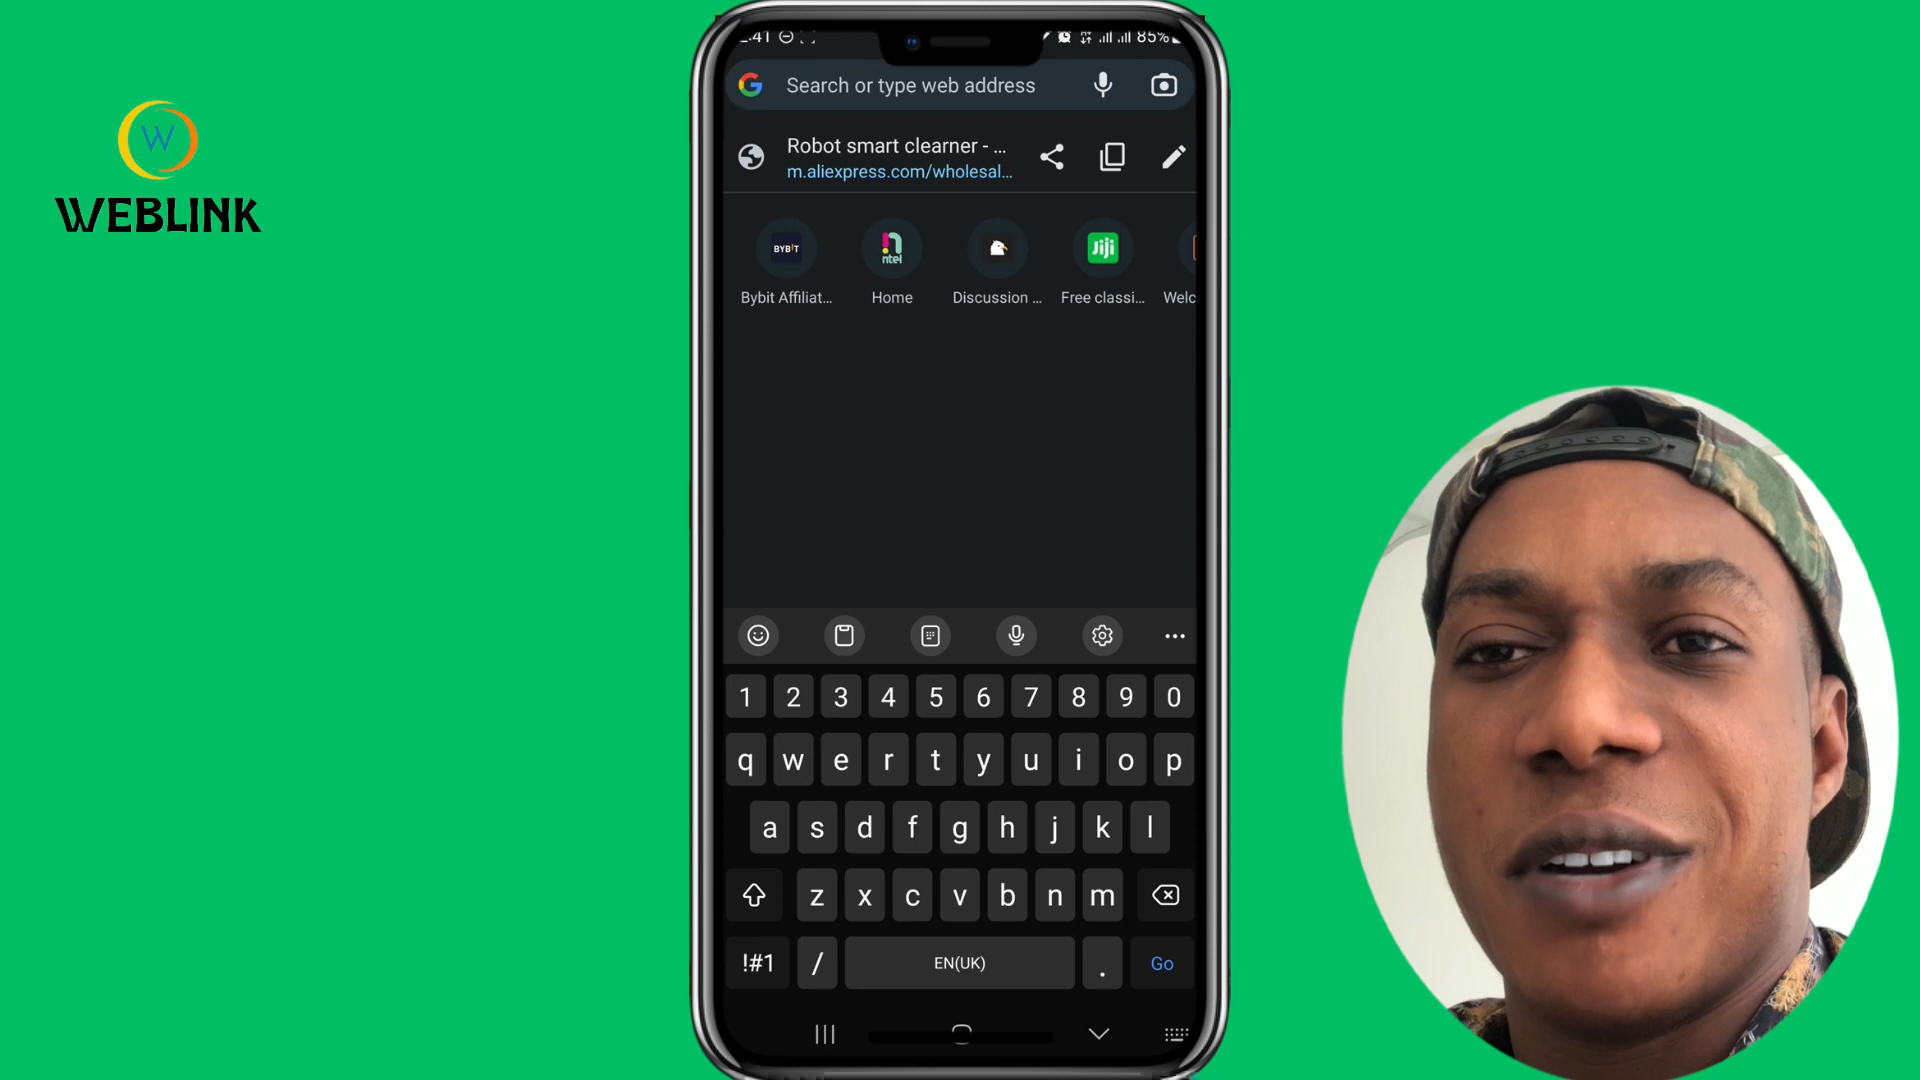 W
WEBLINK
:41
85%
Search or type web address
Robot smart clearner - ...
m.aliexpress.com/wholesal...
BYBIT
ntel
Jiji
Bybit Affiliat...
Home
Discussion ...
Free classi...
Welc
1 2 3 4 5 6 7 8 9 0
q w e r t y u i o p
a s d f g h j k l
z x c v b n m
!#1 / EN(UK) . Go